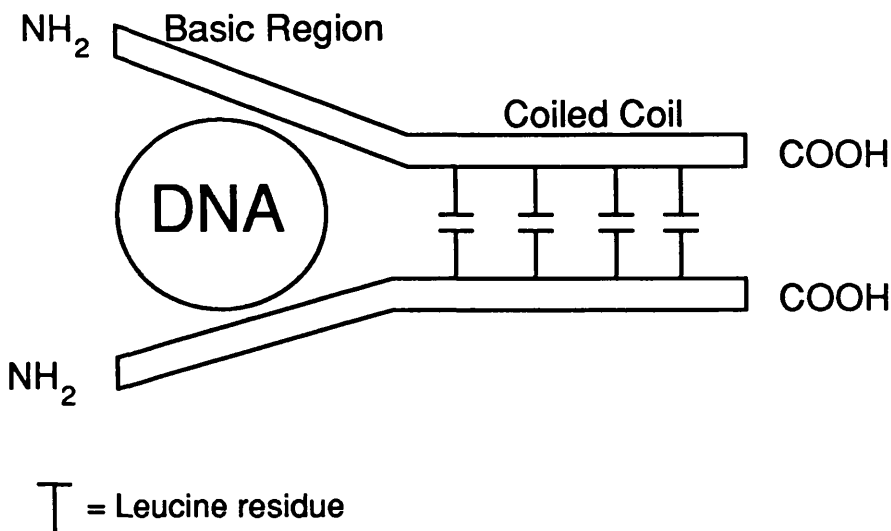 NH2 Basic Region
Coiled Coil
COOH
DNA
COOH
NH2
= Leucine residue